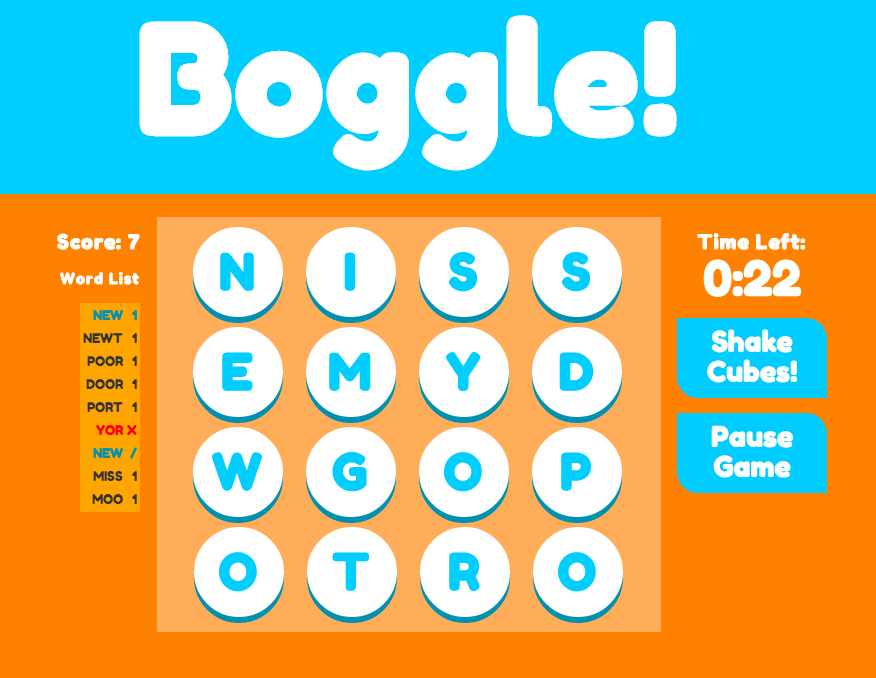 Boggle!
Score: 7
Word List
NEW 1
NEWT 1
POOR 1
DOOR 1
PORT 1
YOR X
NEW /
MISS 1
MOO 1
N I S S
E M Y D
W G O P
O T R O
Time Left:
0:22
Shake
Cubes!
Pause
Game